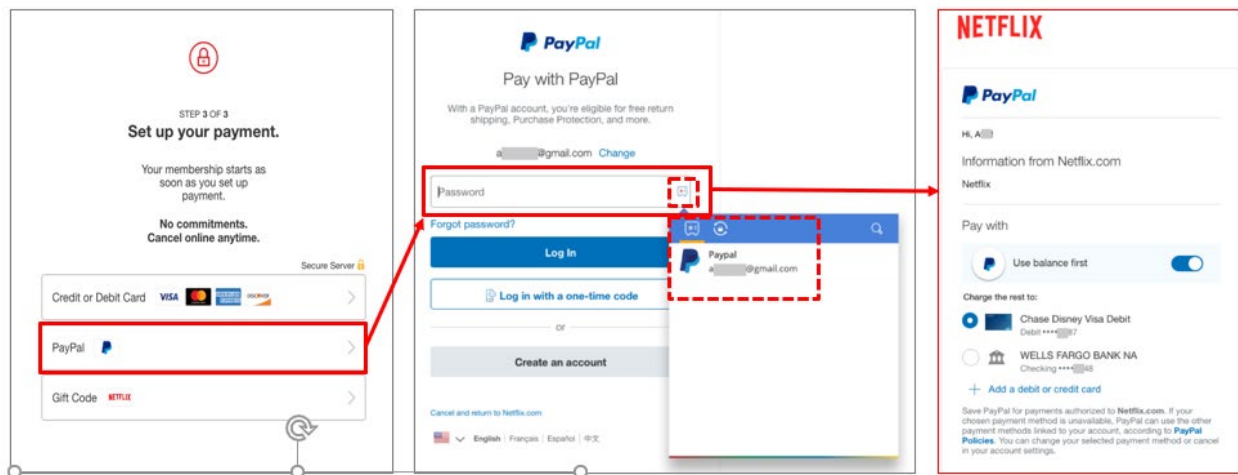 STEP 3 OF 3
Set up your payment.
Your membership starts as
soon as you set up
payment.
No commitments.
Cancel online anytime.
Secure Server
Credit or Debit Card VISA DISCOVER
PayPal
Gift Code NETFLIX
PayPal
Pay with PayPal
With a PayPal account, you're eligible for free return
shipping, Purchase Protection, and more.
a @gmail.com Change
Password
Forgot password?
Log In
Log in with a one-time code
or
Create an account
Cancel and return to Netflix.com
English | Français | Español | 中文
Paypal
a @gmail.com
NETFLIX
PayPal
Hi, A !
Information from Netflix.com
Netflix
Pay with
Use balance first
Charge the rest to:
Chase Disney Visa Debit
Debit •••• 87
WELLS FARGO BANK NA
Checking •••• 48
+ Add a debit or credit card
Save PayPal for payments authorized to Netflix.com. If your
chosen payment method is unavailable, PayPal can use the other
payment methods linked to your account, according to PayPal
Policies. You can change your selected payment method or cancel
in your account settings.